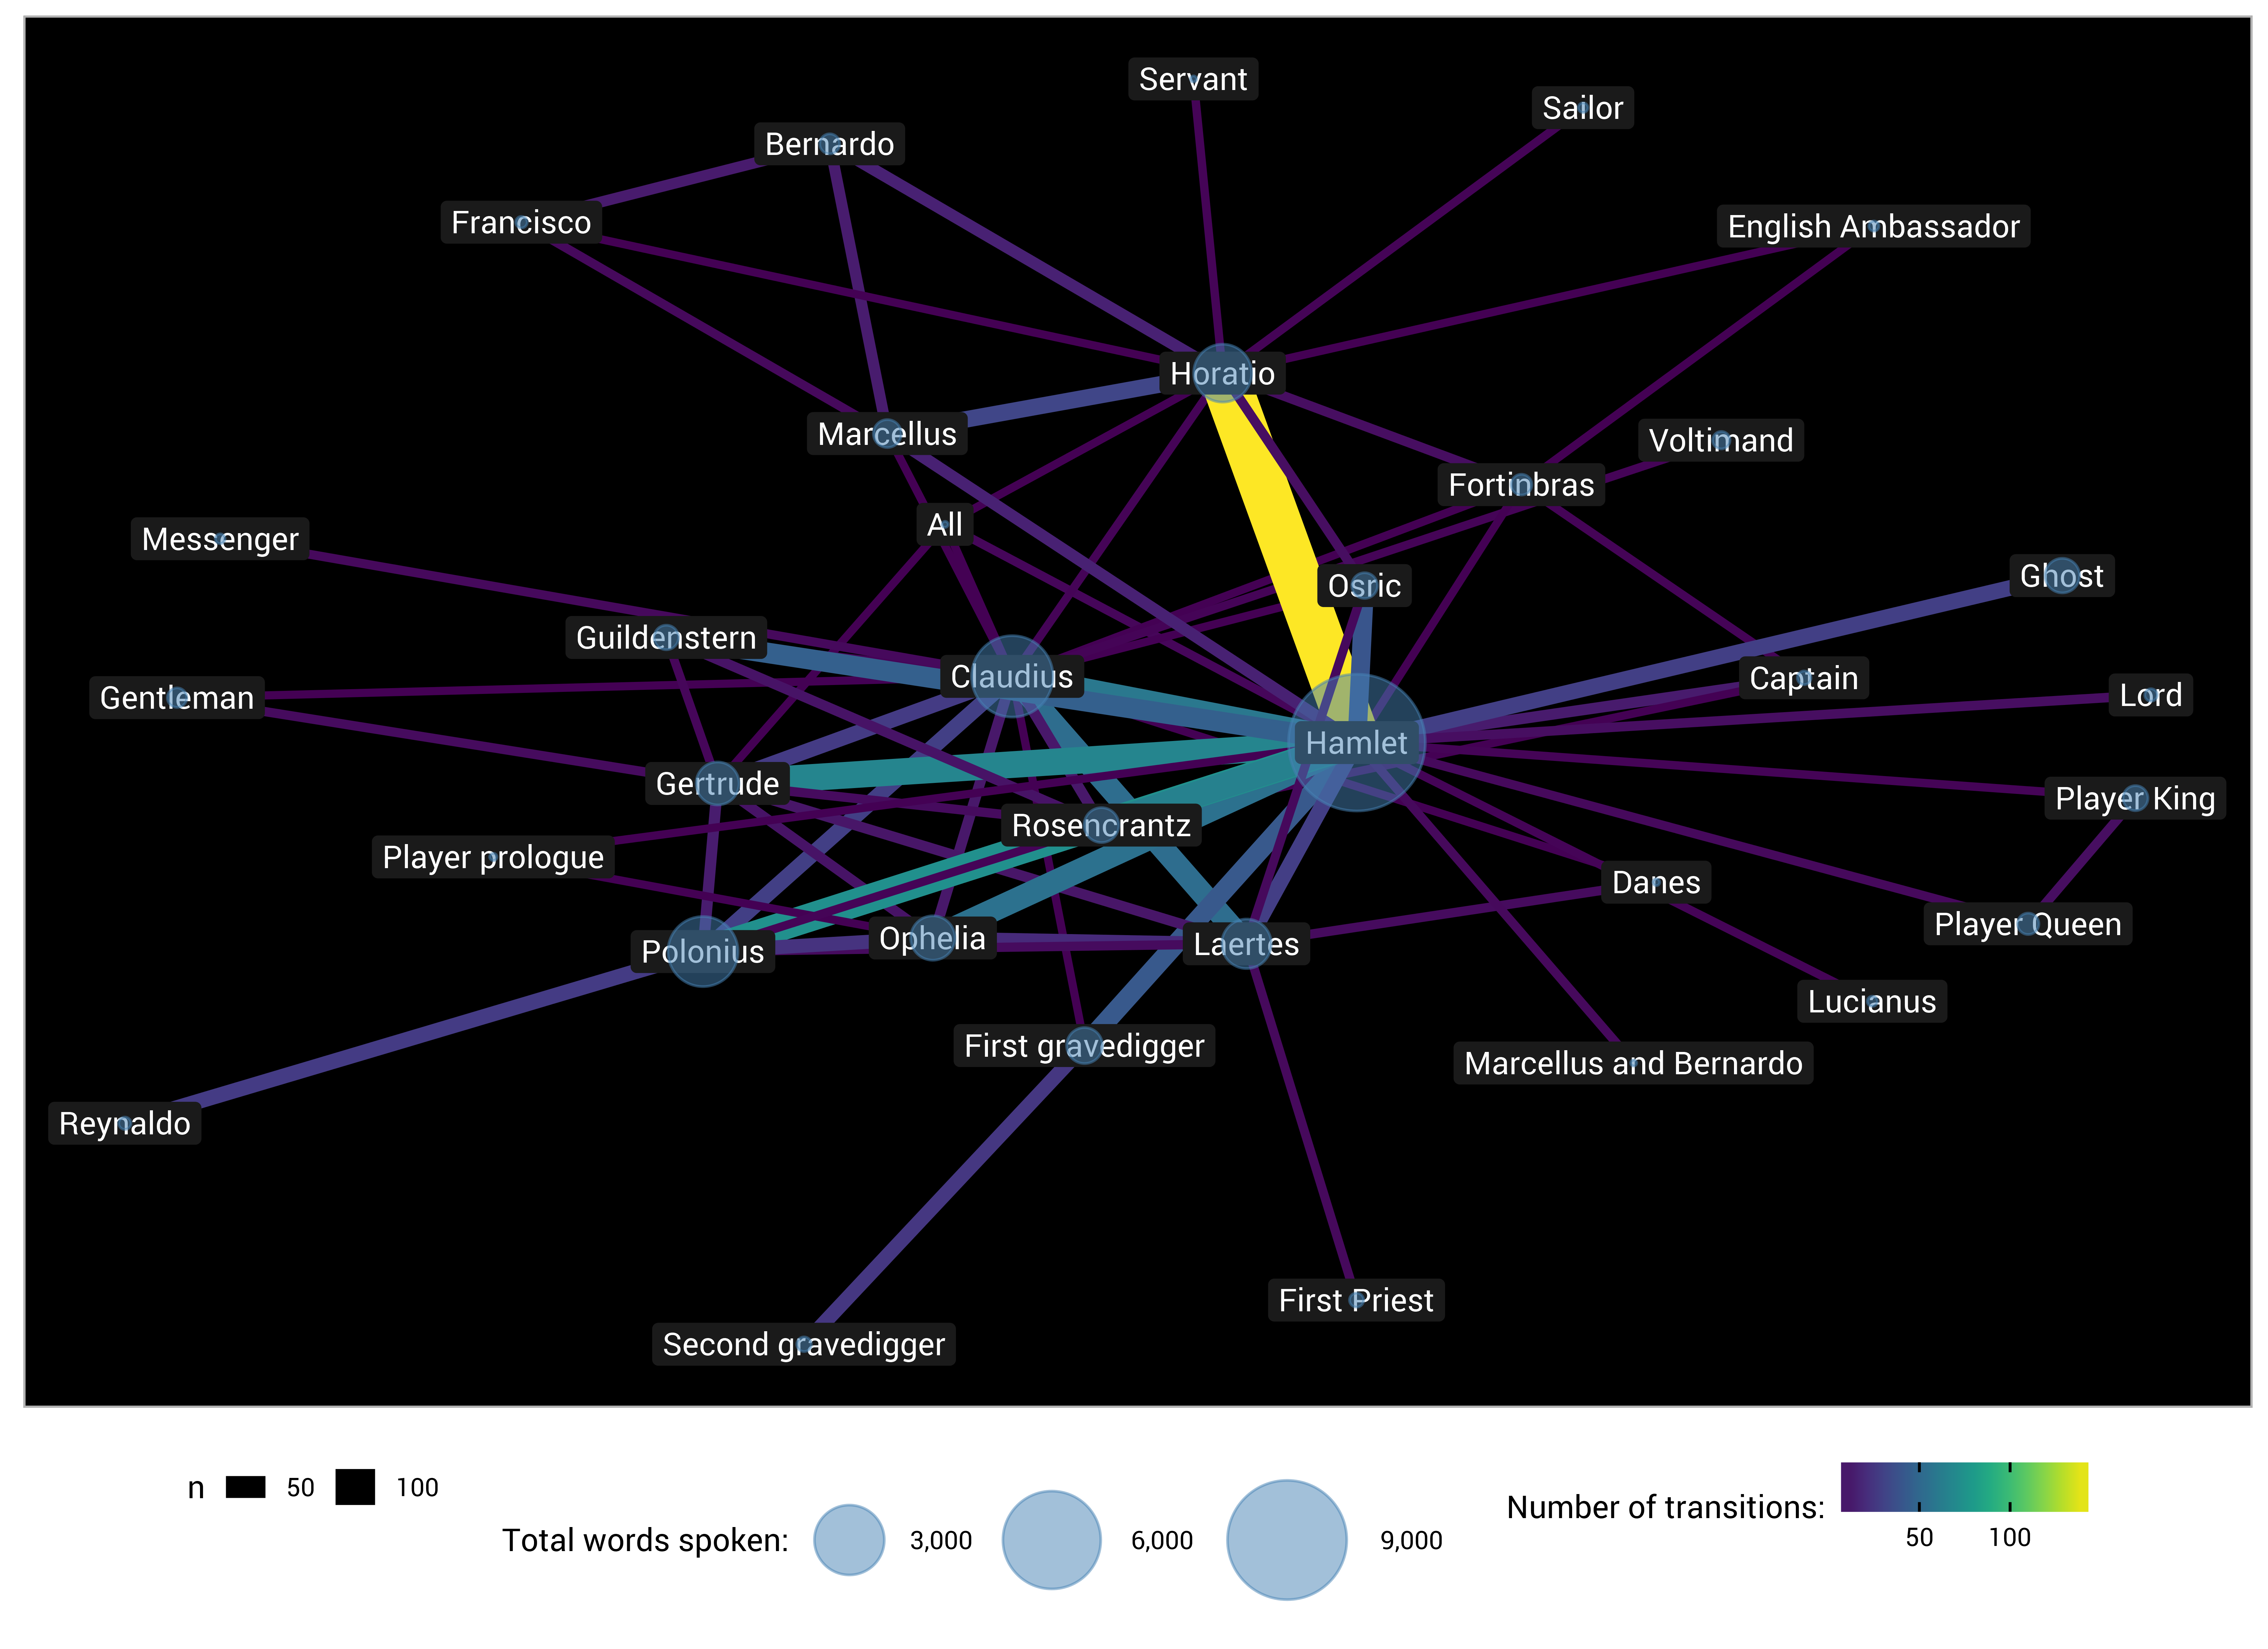 Servant
Sailor
Bernardo
Francisco
English Ambassador
Horatio
Marcellus
Voltimand
Fortinbras
All
Messenger
Ghost
Osric
Guildenstern
Claudius
Captain
Gentleman
Lord
Hamlet
Gertrude
Player King
Rosencrantz
Player prologue
Danes
Player Queen
Ophelia
Laertes
Polonius
Lucianus
First gravedigger
Marcellus and Bernardo
Reynaldo
First Priest
Second gravedigger
n 50 100
Total words spoken: 3,000 6,000 9,000
Number of transitions:
50 100